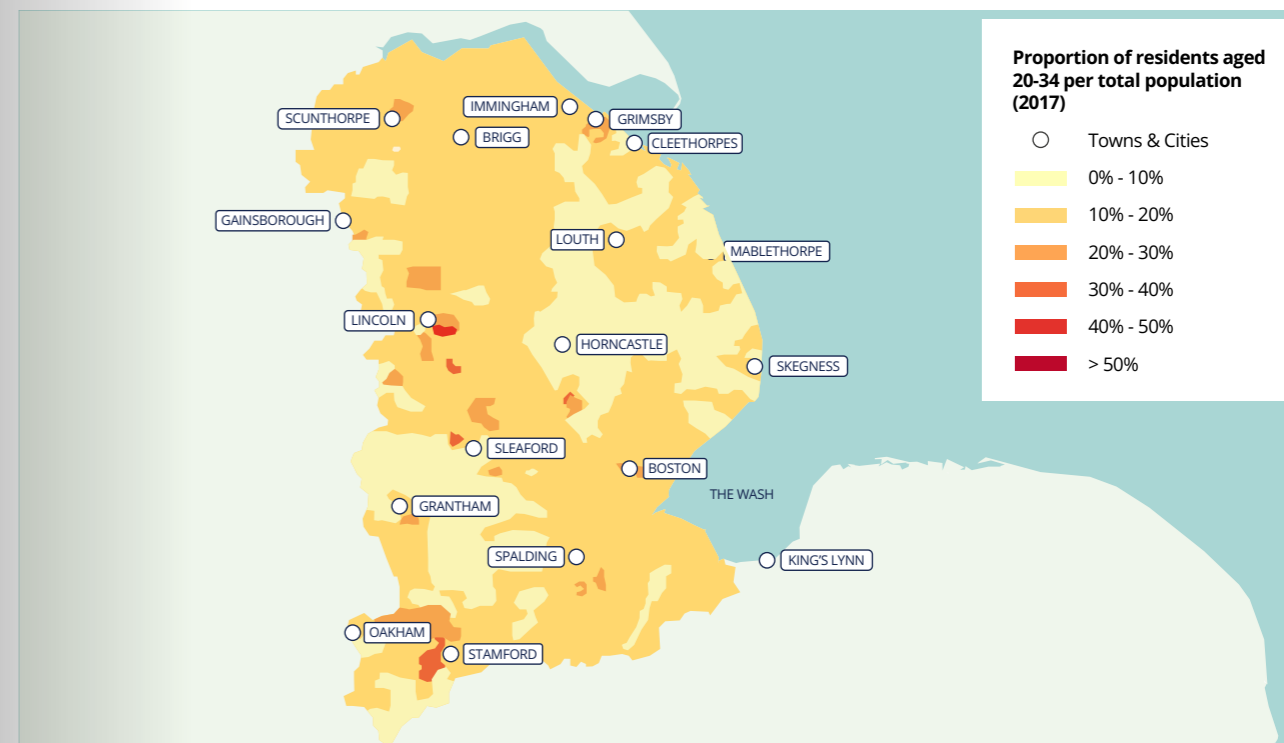 Proportion of residents aged
20-34 per total population
(2017)
Towns & Cities
0% - 10%
10% - 20%
20% - 30%
30% - 40%
40% - 50%
> 50%
IMMINGHAM
SCUNTHORPE
GRIMSBY
BRIGG
CLEETHORPES
GAINSBOROUGH
LOUTH
MABLETHORPE
LINCOLN
HORNCASTLE
SKEGNESS
SLEAFORD
BOSTON
THE WASH
GRANTHAM
SPALDING
KING'S LYNN
OAKHAM
STAMFORD